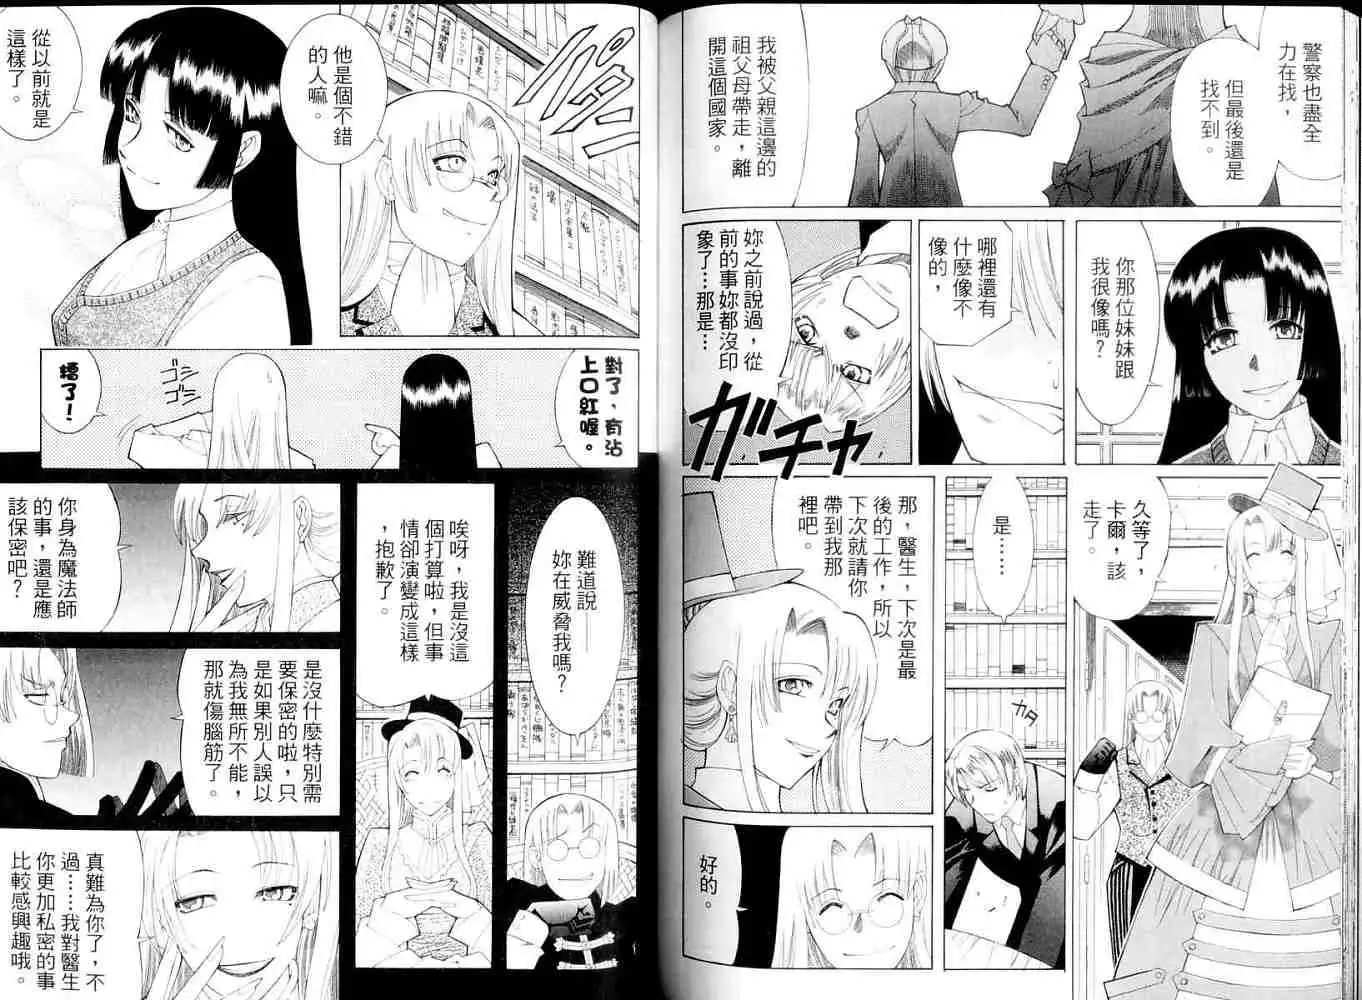 警察也盡全
力在找，
但最後還是
找不到。
我被父親這邊的
祖父母帶走，離
開這個國家。
你那位妹妹跟
我很像嗎？
哪裡還有
什麼像不
像的，
妳之前說過，從
前的事妳都沒印
象了…那是…
ガチャ
久等了，
卡爾，該
走了。
是……
カタ
那，醫生，下次是最
後的工作，所以
下次就請你
帶到我那
裡吧。
好的。
他是個不錯
的人嘛。
從以前就是
這樣了。
對了、有沾
上口紅喔。
ゴシ
ゴシ
糟了！
難道說——
妳在威脅我嗎？
唉呀，我是沒這
個打算啦，但事
情卻演變成這樣
，抱歉了。
你身為魔法師
的事，還是應
該保密吧？
是沒什麼特別需
要保密的啦，只
是如果別人誤以
為我無所不能，
那就傷腦筋了。
真難為你了，不
過……我對醫生
你更加私密的事
比較感興趣哦。